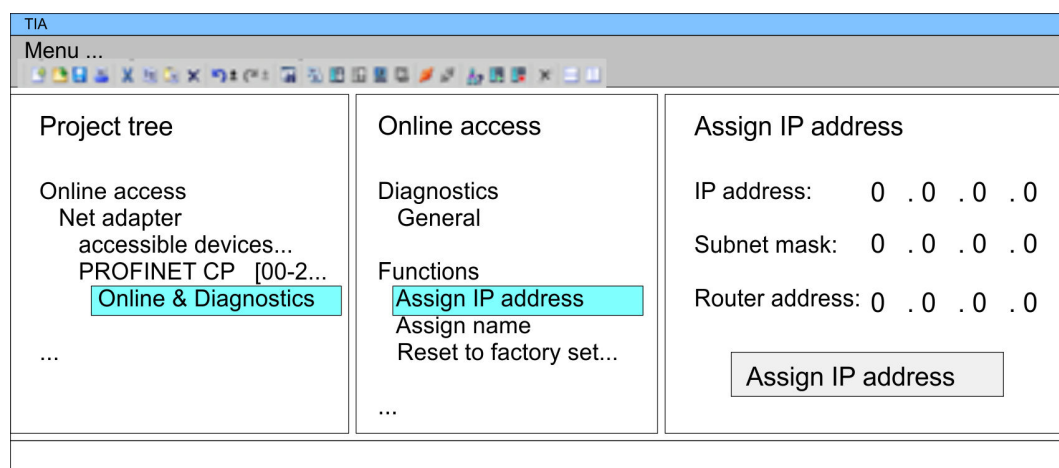 TIA
Menu ...
Project tree
Online access
Net adapter
accessible devices...
PROFINET CP [00-2...
Online & Diagnostics
...
Online access
Diagnostics
General
Functions
Assign IP address
Assign name
Reset to factory set...
...
Assign IP address
IP address: 0 . 0 . 0 . 0
Subnet mask: 0 . 0 . 0 . 0
Router address: 0 . 0 . 0 . 0
Assign IP address